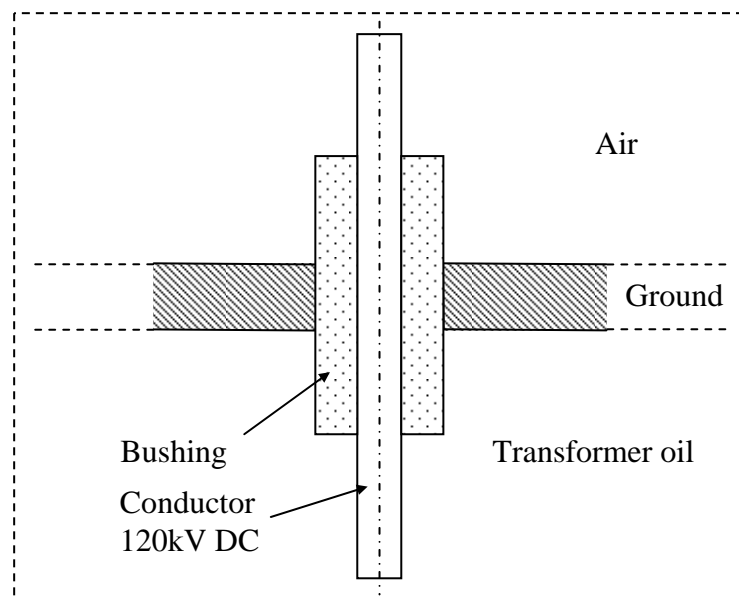 Air
Ground
Bushing
Transformer oil
Conductor
120kV DC